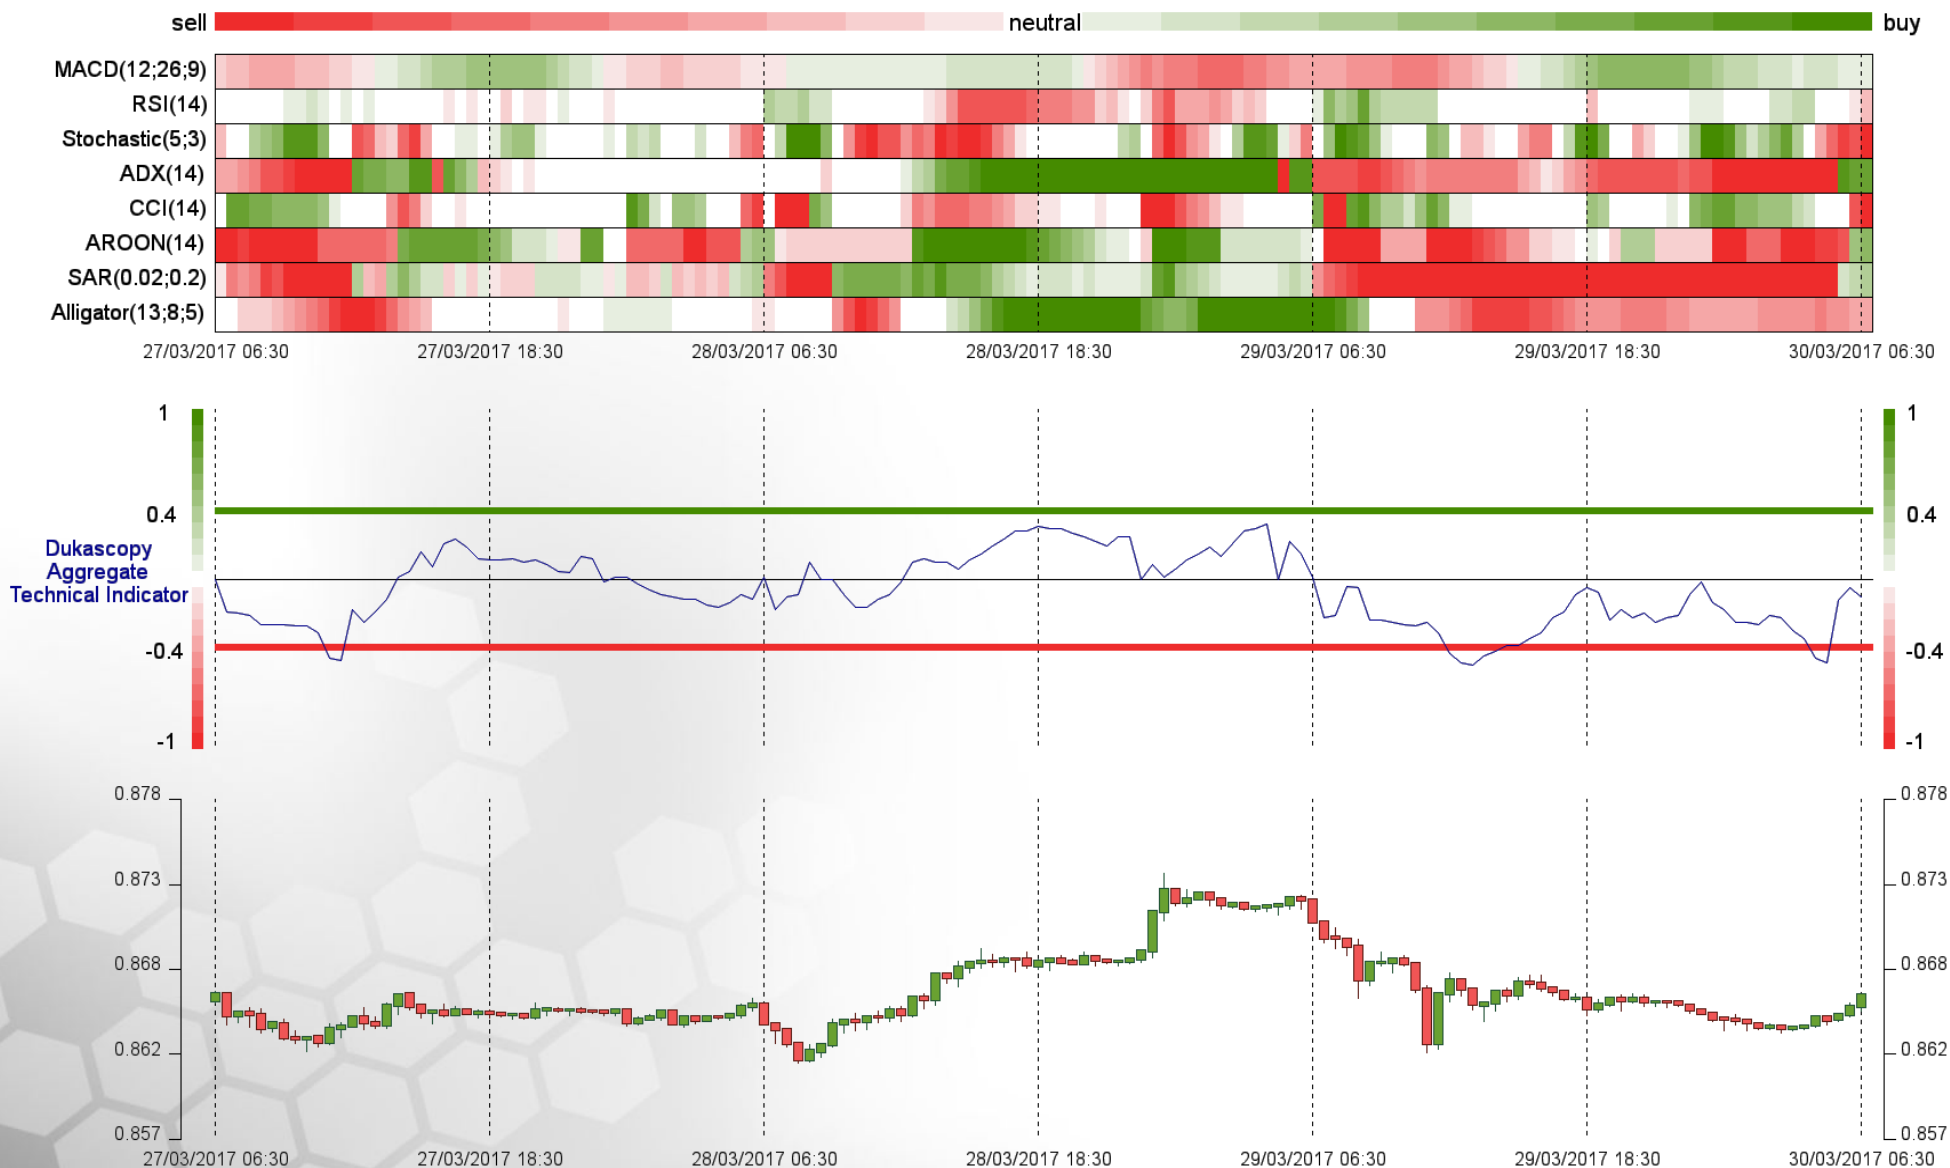 sell neutral buy
MACD(12;26;9)
RSI(14)
Stochastic(5;3)
ADX(14)
CCI(14)
AROON(14)
SAR(0.02;0.2)
Alligator(13;8;5)
27/03/2017 06:30 27/03/2017 18:30 28/03/2017 06:30 28/03/2017 18:30 29/03/2017 06:30 29/03/2017 18:30 30/03/2017 06:30
1 1
0.4 0.4
Dukascopy
Aggregate
Technical Indicator
-0.4 -0.4
-1 -1
0.878 0.878
0.873 0.873
0.868 0.868
0.862 0.862
0.857 0.857
27/03/2017 06:30 27/03/2017 18:30 28/03/2017 06:30 28/03/2017 18:30 29/03/2017 06:30 29/03/2017 18:30 30/03/2017 06:30